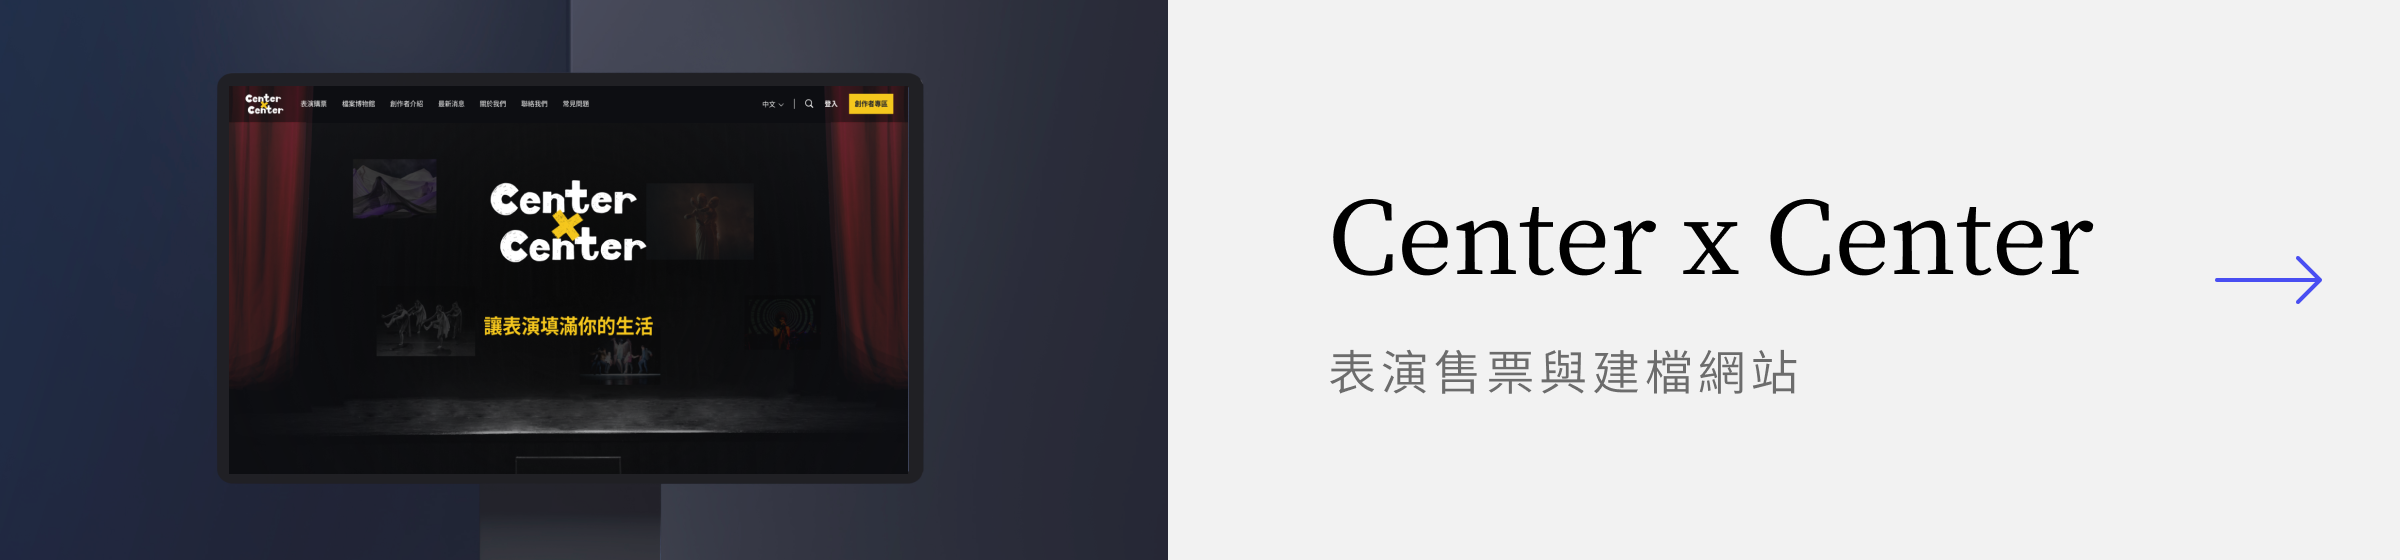 Center
x
Center
表演購票 檔案博物館 創作者介紹 最新消息 關於我們 聯絡我們 常見問題 中文 登入 創作者專區
Center
x
Center
讓表演填滿你的生活
Center x Center
表演售票與建檔網站